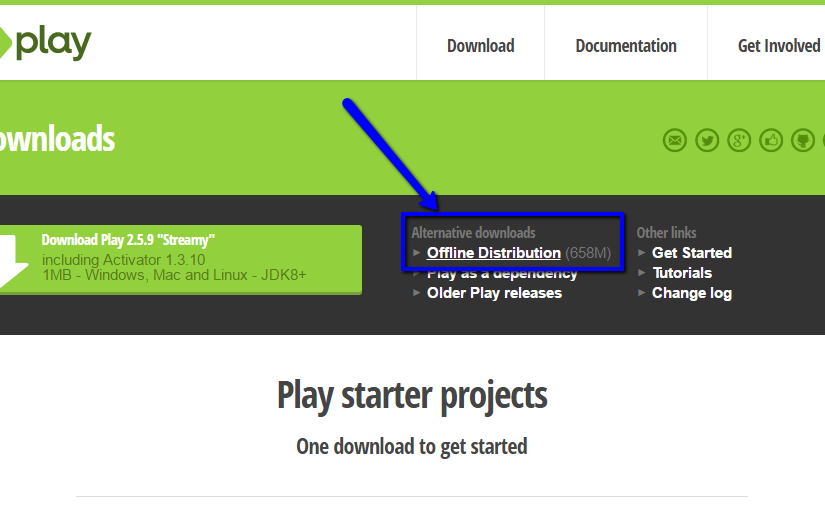 play
Download
Documentation
Get Involved
ownloads
Download Play 2.5.9 "Streamy"
including Activator 1.3.10
1MB - Windows, Mac and Linux - JDK8+
Alternative downloads
Offline Distribution (658M)
Play as a dependency
Older Play releases
Other links
Get Started
Tutorials
Change log
Play starter projects
One download to get started